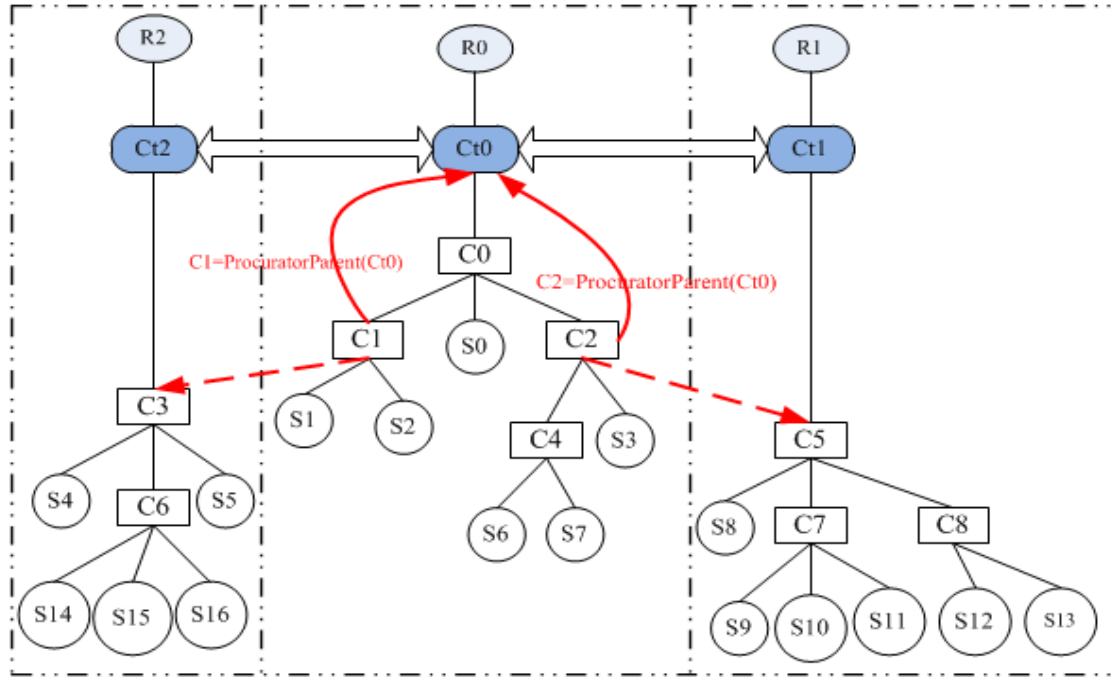 R2
R0
R1
Ct2
Ct0
Ct1
C0
C1=ProcuratorParent(Ct0)
C2=ProcuratorParent(Ct0)
C1
S0
C2
C3
S1
S2
C4
S3
C5
S4
C6
S5
S6
S7
S8
C7
C8
S14
S15
S16
S9
S10
S11
S12
S13